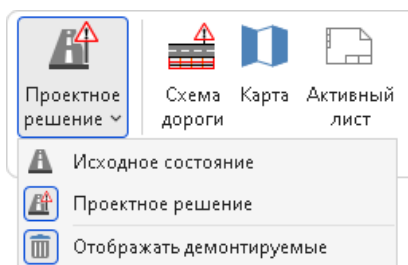 Проектное
решение
Схема
дороги
Карта
Активный
лист
Исходное состояние
Проектное решение
Отображать демонтируемые